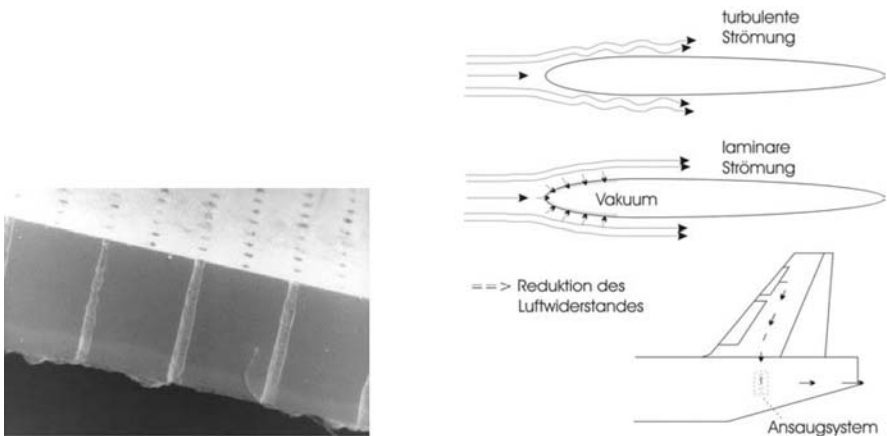 turbulente
Strömung
laminare
Strömung
Vakuum
==> Reduktion des
Luftwiderstandes
Ansaugsystem